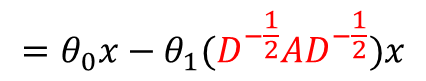 = θ₀x − θ₁(D^{-1/2}AD^{-1/2})x